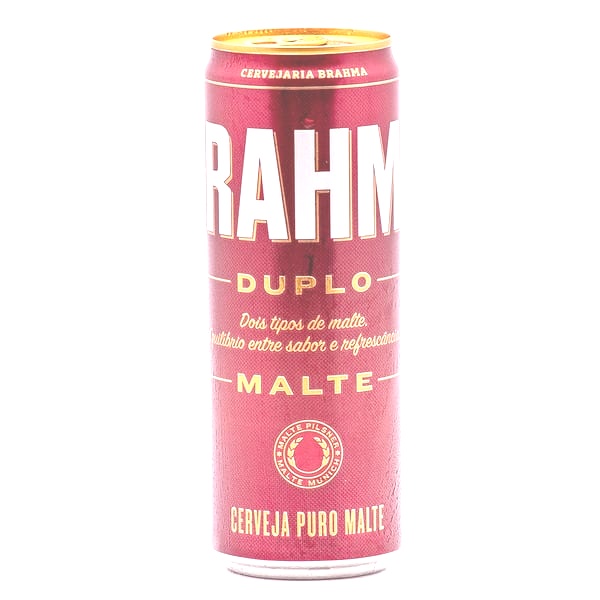 CERVEJARIA BRAHMA
RAHM
DUPLO
Dois tipos de malte.
quilíbrio entre sabor e refrescânci
MALTE
MALTE PILSNER
MALTE MUNICH
CERVEJA PURO MALTE